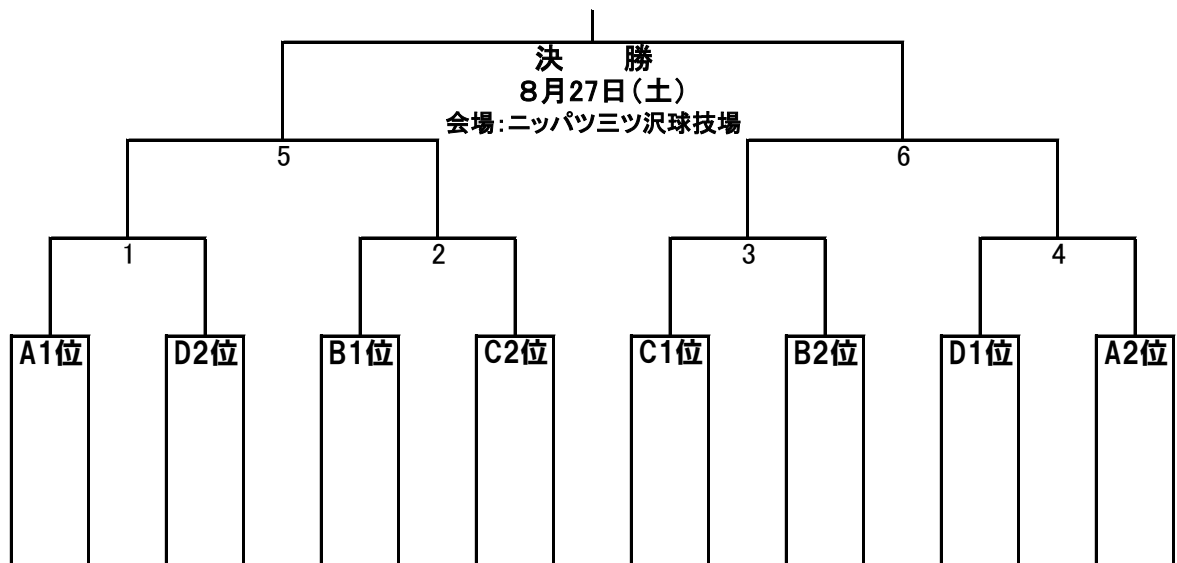 決　　勝
８月27日（土）
会場：ニッパツ三ツ沢球技場
5
6
1
2
3
4
A1位
D2位
B1位
C2位
C1位
B2位
D1位
A2位